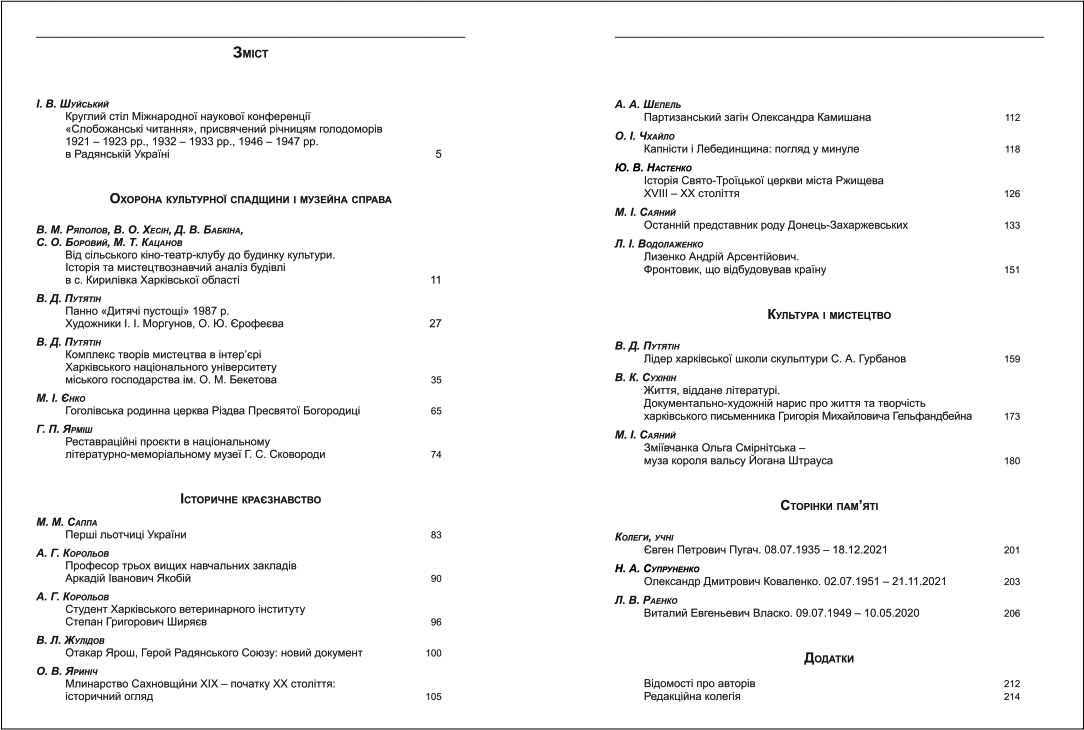 Зміст
І. В. Шуйський
Круглий стіл Міжнародної наукової конференції
«Слобожанські читання», присвячений річницям голодоморів
1921 – 1923 рр., 1932 – 1933 рр., 1946 – 1947 рр.
в Радянській Україні 5
Охорона культурної спадщини і музейна справа
В. М. Ряполов, В. О. Хесін, Д. В. Бабкіна,
С. О. Боровий, М. Т. Кацанов
Від сільського кіно-театр-клубу до будинку культури.
Історія та мистецтвознавчий аналіз будівлі
в с. Кирилівка Харківської області 11
В. Д. Путятін
Панно «Дитячі пустощі» 1987 р.
Художники І. І. Моргунов, О. Ю. Єрофеєва 27
В. Д. Путятін
Комплекс творів мистецтва в інтер’єрі
Харківського національного університету
міського господарства ім. О. М. Бекетова 35
М. І. Єнко
Гоголівська родинна церква Різдва Пресвятої Богородиці 65
Г. П. Ярміш
Реставраційні проєкти в національному
літературно-меморіальному музеї Г. С. Сковороди 74
Історичне краєзнавство
М. М. Саппа
Перші льотчиці України 83
А. Г. Корольов
Професор трьох вищих навчальних закладів
Аркадій Іванович Якобій 90
А. Г. Корольов
Студент Харківського ветеринарного інституту
Степан Григорович Ширяєв 96
В. Л. Жулідов
Отакар Ярош, Герой Радянського Союзу: новий документ 100
О. В. Яриніч
Млинарство Сахновщи́ни XIX – початку XX століття:
історичний огляд 105
А. А. Шепель
Партизанський загін Олександра Камишана 112
О. І. Чхайло
Капністи і Лебединщина: погляд у минуле 118
Ю. В. Настенко
Історія Свято-Троїцької церкви міста Ржищева
XVIII – XX століття 126
М. І. Саяний
Останній представник роду Донець-Захаржевських 133
Л. І. Водолаженко
Лизенко Андрій Арсентійович.
Фронтовик, що відбудовував країну 151
Культура і мистецтво
В. Д. Путятін
Лідер харківської школи скульптури С. А. Гурбанов 159
В. К. Сухінін
Життя, віддане літературі.
Документально-художній нарис про життя та творчість
харківського письменника Григорія Михайловича Гельфандбейна 173
М. І. Саяний
Зміївчанка Ольга Смірнітська –
муза короля вальсу Йогана Штрауса 180
Сторінки пам’яті
Колеги, учні
Євген Петрович Пугач. 08.07.1935 – 18.12.2021 201
Н. А. Супруненко
Олександр Дмитрович Коваленко. 02.07.1951 – 21.11.2021 203
Л. В. Раенко
Виталий Евгеньевич Власко. 09.07.1949 – 10.05.2020 206
Додатки
Відомості про авторів 212
Редакційна колегія 214